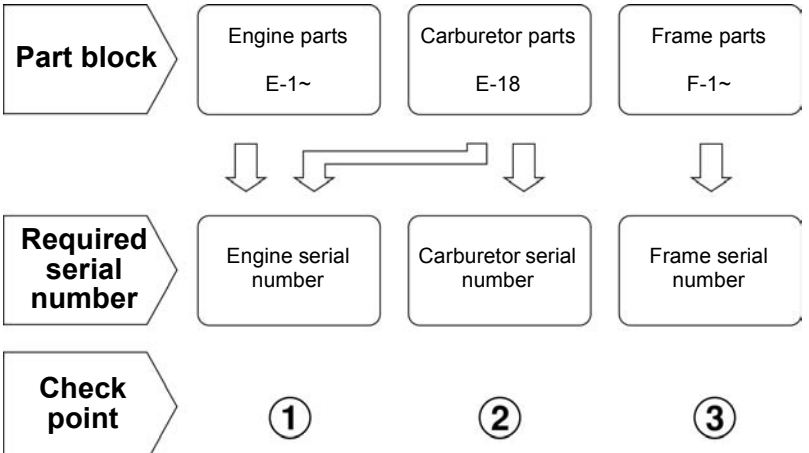 Part block
Engine parts
E-1~
Carburetor parts
E-18
Frame parts
F-1~
Required
serial
number
Engine serial
number
Carburetor serial
number
Frame serial
number
Check
point
①
②
③